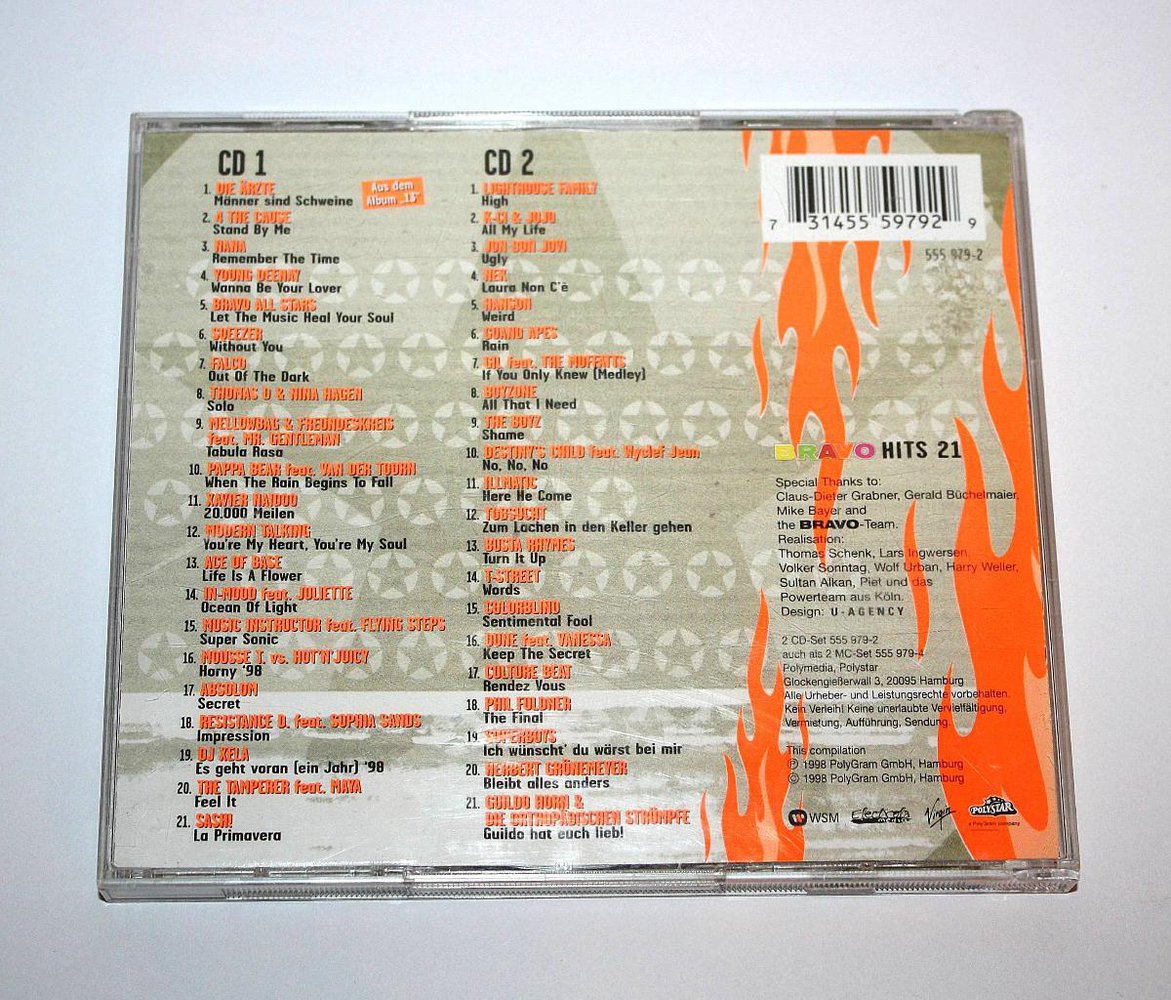 CD 1
1. DIE ÄRZTE
Männer sind Schweine
Aus dem
Album „13"
2. 4 THE CAUSE
Stand By Me
3. NANA
Remember The Time
4. YOUNG DEENAY
Wanna Be Your Lover
5. BRAVO ALL STARS
Let The Music Heal Your Soul
6. SQEEZER
Without You
7. FALCO
Out Of The Dark
8. THOMAS D & NINA HAGEN
Solo
9. MELLOWBAG & FREUNDESKREIS
feat. MR. GENTLEMAN
Tabula Rasa
10. PAPPA BEAR feat. VAN DER TOORN
When The Rain Begins To Fall
11. XAVIER NAIDOO
20.000 Meilen
12. MODERN TALKING
You're My Heart, You're My Soul
13. ACE OF BASE
Life Is A Flower
14. IN-MOOD feat. JULIETTE
Ocean Of Light
15. MUSIC INSTRUCTOR feat. FLYING STEPS
Super Sonic
16. MOUSSE T. vs. HOT'N'JUICY
Horny '98
17. ABSOLOM
Secret
18. RESISTANCE D. feat. SOPHIA SANDS
Impression
19. DJ XELA
Es geht voran (ein Jahr) '98
20. THE TAMPERER feat. MAYA
Feel It
21. SASH!
La Primavera
CD 2
1. LIGHTHOUSE FAMILY
High
2. K-CI & JOJO
All My Life
3. JON BON JOVI
Ugly
4. NEK
Laura Non C'è
5. HANSON
Weird
6. GUANO APES
Rain
7. GIL feat. THE MOFFATTS
If You Only Knew (Medley)
8. BOYZONE
All That I Need
9. THE BOYZ
Shame
10. DESTINY'S CHILD feat. Wyclef Jean
No, No, No
11. ILLMATIC
Here He Come
12. TOBSUCHT
Zum Lachen in den Keller gehen
13. BUSTA RHYMES
Turn It Up
14. T-STREET
Words
15. COLORBLIND
Sentimental Fool
16. DUNE feat. VANESSA
Keep The Secret
17. CULTURE BEAT
Rendez Vous
18. PHIL FULDNER
The Final
19. SUPERBOYS
Ich wünscht' du wärst bei mir
20. HERBERT GRÖNEMEYER
Bleibt alles anders
21. GUILDO HORN &
DIE ORTHOPÄDISCHEN STRÜMPFE
Guildo hat euch lieb!
7 31455 59792 9
555 979-2
BRAVO HITS 21
Special Thanks to:
Claus-Dieter Grabner, Gerald Büchelmaier,
Mike Bayer and
the BRAVO-Team.
Realisation:
Thomas Schenk, Lars Ingwersen,
Volker Sonntag, Wolf Urban, Harry Weller,
Sultan Alkan, Piet und das
Powerteam aus Köln.
Design: U-AGENCY
2 CD-Set 555 979-2
auch als 2 MC-Set 555 979-4
Polymedia, Polystar
Glockengießerwall 3, 20095 Hamburg
Alle Urheber- und Leistungsrechte vorbehalten.
Kein Verleih! Keine unerlaubte Vervielfältigung,
Vermietung, Aufführung, Sendung.
This compilation
℗ 1998 PolyGram GmbH, Hamburg
© 1998 PolyGram GmbH, Hamburg
WSM
Virgin
POLYSTAR
a PolyGram company